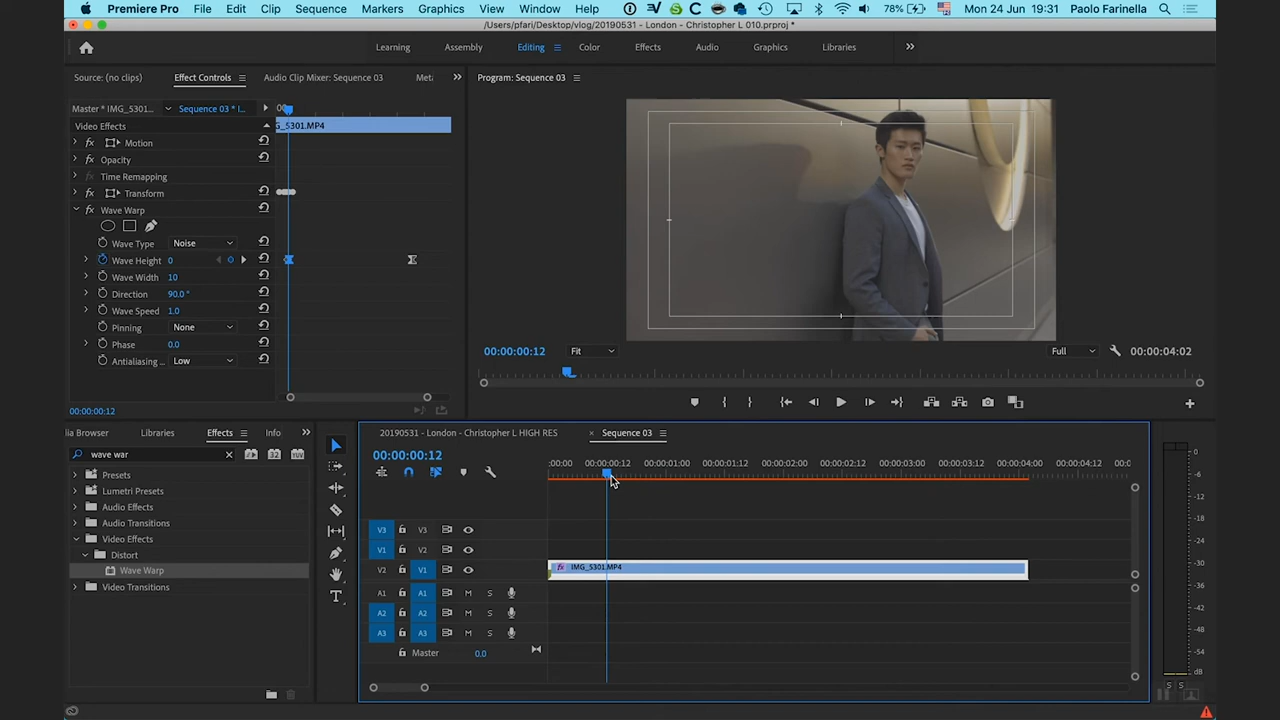 Premiere Pro File Edit Clip Sequence Markers Graphics View Window Help 78% Mon 24 Jun 19:31 Paolo Farinella
/Users/pfari/Desktop/vlog/20190531 - London - Christopher L 010.prproj *
Learning Assembly Editing Color Effects Audio Graphics Libraries
Source: (no clips) Effect Controls Audio Clip Mixer: Sequence 03 Met
Program: Sequence 03
Master * IMG_5301... Sequence 03 * I...
Video Effects
G_5301.MP4
fx Motion
fx Opacity
fx Time Remapping
fx Transform
fx Wave Warp
Wave Type Noise
Wave Height 0
Wave Width 10
Direction 90.0 °
Wave Speed 1.0
Pinning None
Phase 0.0
Antialiasing ... Low
00:00:00:12
00:00:00:12 Fit Full 00:00:04:02
dia Browser Libraries Effects Info
wave war
Presets
Lumetri Presets
Audio Effects
Audio Transitions
Video Effects
Distort
Wave Warp
Video Transitions
20190531 - London - Christopher L HIGH RES × Sequence 03
00:00:00:12
:00:00 00:00:00:12 00:00:01:00 00:00:01:12 00:00:02:00 00:00:02:12 00:00:03:00 00:00:03:12 00:00:04:00 00:00:04:12 00:0
V3 V3
V1 V2
V2 V1 fx IMG_5301.MP4
A1 A1 M S
A2 A2 M S
A3 A3 M S
Master 0.0
0
-6
-12
-18
-24
-30
-36
-42
-48
-54
dB
S S